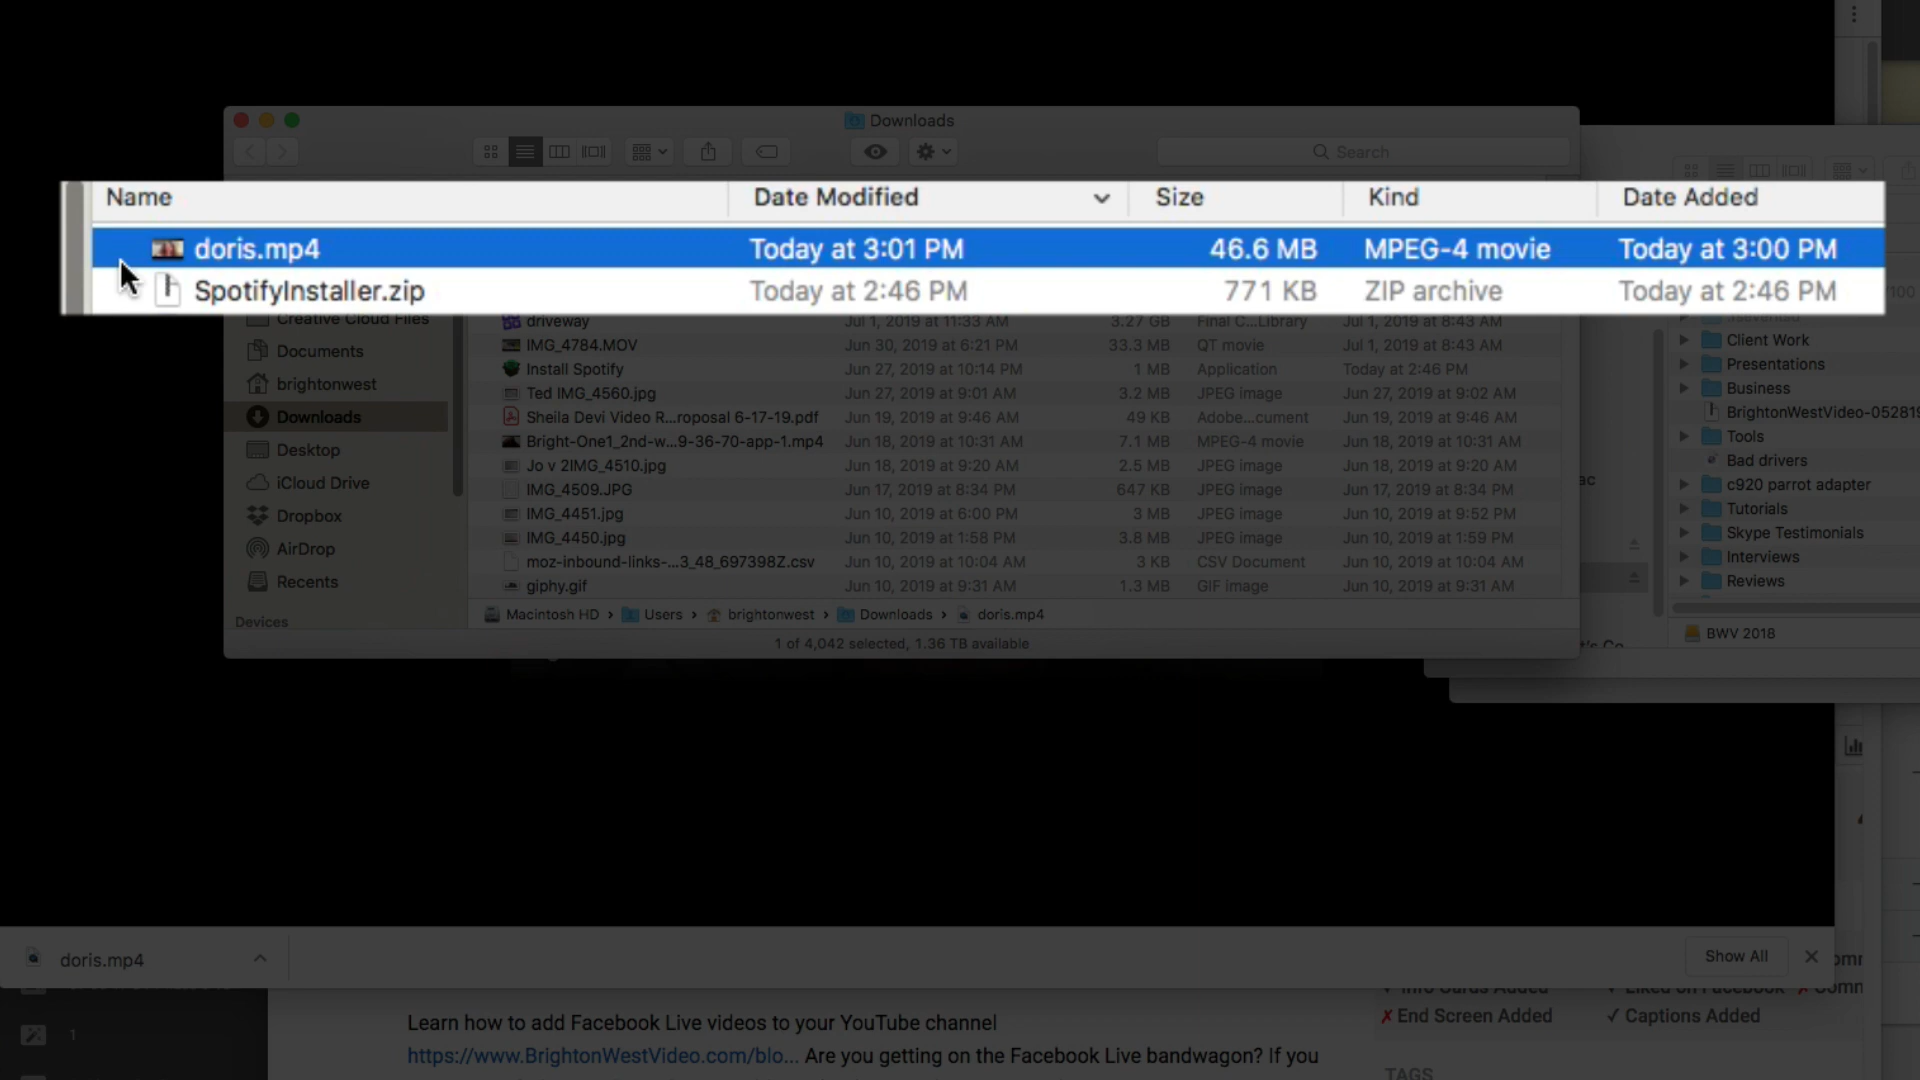 Downloads
Search
Name Date Modified Size Kind Date Added
doris.mp4 Today at 3:01 PM 46.6 MB MPEG-4 movie Today at 3:00 PM
SpotifyInstaller.zip Today at 2:46 PM 771 KB ZIP archive Today at 2:46 PM
Creative Cloud Files
Documents
brightonwest
Downloads
Desktop
iCloud Drive
Dropbox
AirDrop
Recents
Devices
driveway Jul 1, 2019 at 11:33 AM 3.27 GB Final C...Library Jul 1, 2019 at 8:43 AM
IMG_4784.MOV Jun 30, 2019 at 6:21 PM 33.3 MB QT movie Jul 1, 2019 at 8:43 AM
Install Spotify Jun 27, 2019 at 10:14 PM 1 MB Application Today at 2:46 PM
Ted IMG_4560.jpg Jun 27, 2019 at 9:01 AM 3.2 MB JPEG image Jun 27, 2019 at 9:02 AM
Sheila Devi Video R...roposal 6-17-19.pdf Jun 19, 2019 at 9:46 AM 49 KB Adobe...cument Jun 19, 2019 at 9:46 AM
Bright-One1_2nd-w...9-36-70-app-1.mp4 Jun 18, 2019 at 10:31 AM 7.1 MB MPEG-4 movie Jun 18, 2019 at 10:31 AM
Jo v 2IMG_4510.jpg Jun 18, 2019 at 9:20 AM 2.5 MB JPEG image Jun 18, 2019 at 9:20 AM
IMG_4509.JPG Jun 17, 2019 at 8:34 PM 647 KB JPEG image Jun 17, 2019 at 8:34 PM
IMG_4451.jpg Jun 10, 2019 at 6:00 PM 3 MB JPEG image Jun 10, 2019 at 9:52 PM
IMG_4450.jpg Jun 10, 2019 at 1:58 PM 3.8 MB JPEG image Jun 10, 2019 at 1:59 PM
moz-inbound-links-...3_48_697398Z.csv Jun 10, 2019 at 10:04 AM 3 KB CSV Document Jun 10, 2019 at 10:04 AM
giphy.gif Jun 10, 2019 at 9:31 AM 1.3 MB GIF image Jun 10, 2019 at 9:31 AM
Macintosh HD › Users › brightonwest › Downloads › doris.mp4
1 of 4,042 selected, 1.36 TB available
/100
Client Work
Presentations
Business
BrightonWestVideo-052819
Tools
Bad drivers
c920 parrot adapter
Tutorials
Skype Testimonials
Interviews
Reviews
BWV 2018
ac
doris.mp4
Show All
1
Learn how to add Facebook Live videos to your YouTube channel
https://www.BrightonWestVideo.com/blo... Are you getting on the Facebook Live bandwagon? If you
Info Cards Added ✓ Liked on Facebook ✗ Comm
✗ End Screen Added ✓ Captions Added
TAGS